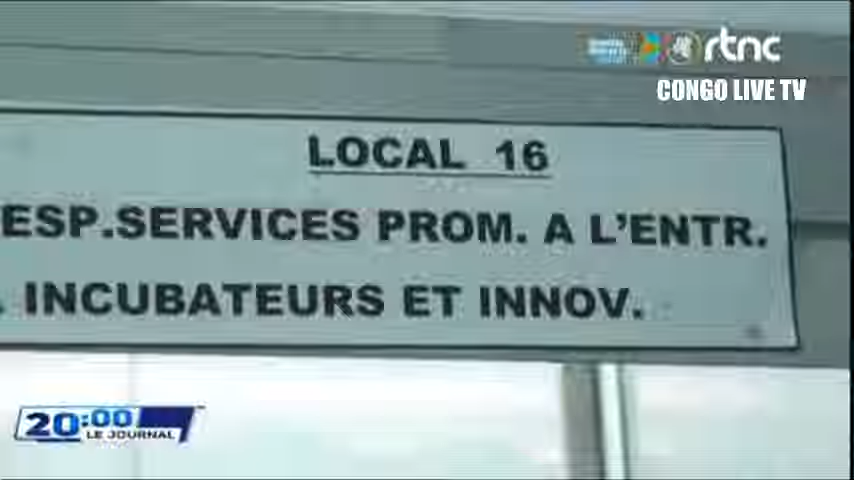 rtnc
CONGO LIVE TV
LOCAL 16
ESP.SERVICES PROM. A L'ENTR.
. INCUBATEURS ET INNOV.
20:00
LE JOURNAL